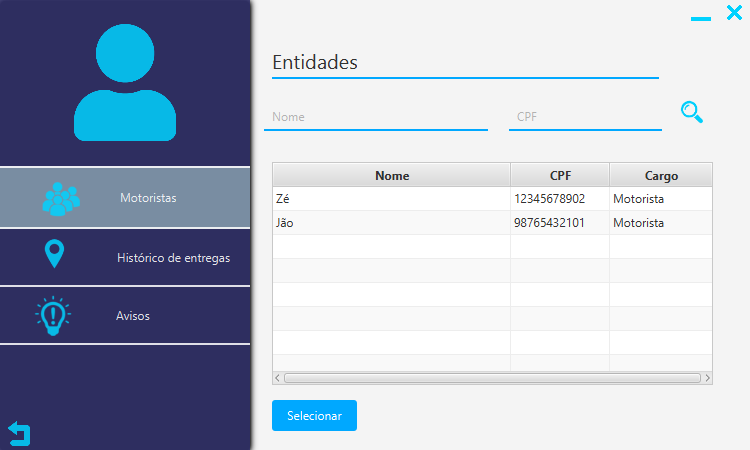 Motoristas
Histórico de entregas
Avisos
Entidades
Nome CPF
Nome CPF Cargo
Zé 12345678902 Motorista
Jão 98765432101 Motorista
Selecionar